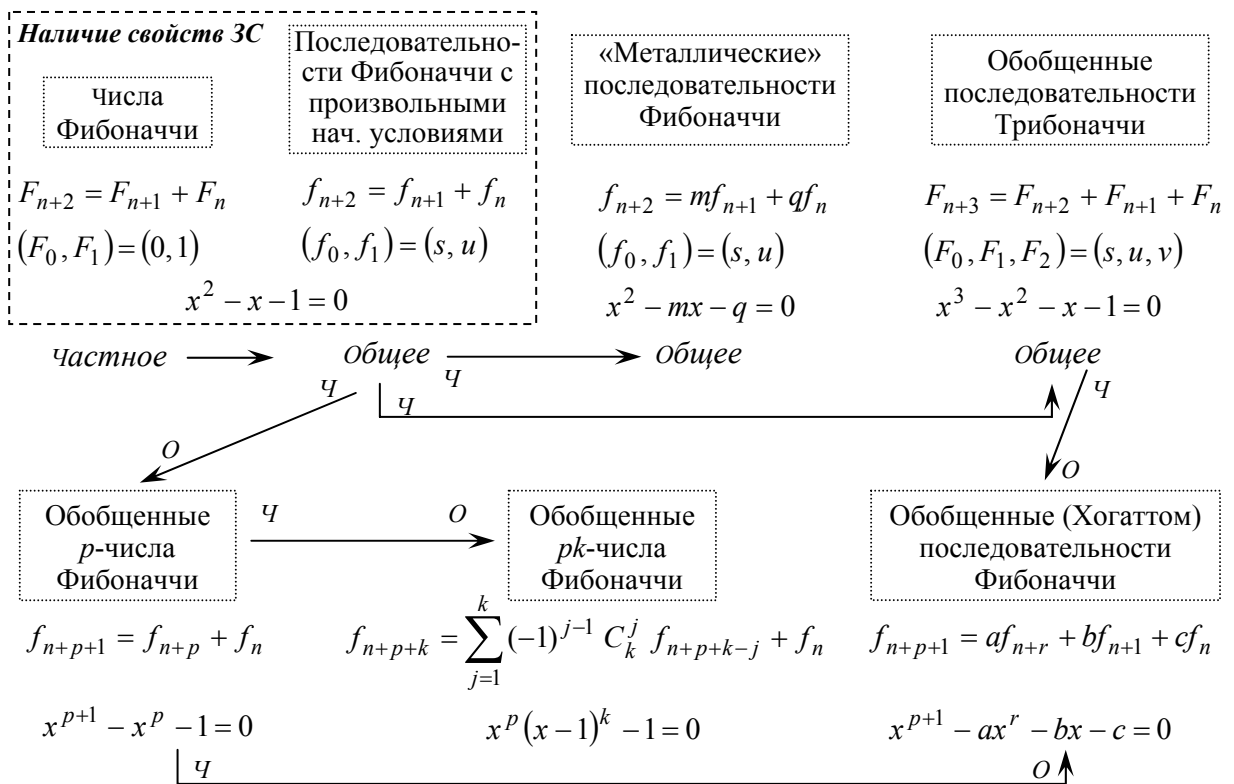 Наличие свойств ЗС
Числа
Фибоначчи
Последовательно-
сти Фибоначчи с
произвольными
нач. условиями
«Металлические»
последовательности
Фибоначчи
Обобщенные
последовательности
Трибоначчи
F_{n+2} = F_{n+1} + F_n
f_{n+2} = f_{n+1} + f_n
f_{n+2} = mf_{n+1} + qf_n
F_{n+3} = F_{n+2} + F_{n+1} + F_n
(F_0, F_1) = (0, 1)
(f_0, f_1) = (s, u)
(f_0, f_1) = (s, u)
(F_0, F_1, F_2) = (s, u, v)
x^2 − x − 1 = 0
x^2 − mx − q = 0
x^3 − x^2 − x − 1 = 0
Частное
Общее
Общее
Общее
Ч
Ч
Ч
Ч
О
О
Обобщенные
p-числа
Фибоначчи
Ч
О
Обобщенные
pk-числа
Фибоначчи
Обобщенные (Хогаттом)
последовательности
Фибоначчи
f_{n+p+1} = f_{n+p} + f_n
f_{n+p+k} = \sum_{j=1}^{k} (−1)^{j−1} C_k^j f_{n+p+k−j} + f_n
f_{n+p+1} = af_{n+r} + bf_{n+1} + cf_n
x^{p+1} − x^p − 1 = 0
x^p (x − 1)^k − 1 = 0
x^{p+1} − ax^r − bx − c = 0
Ч
О